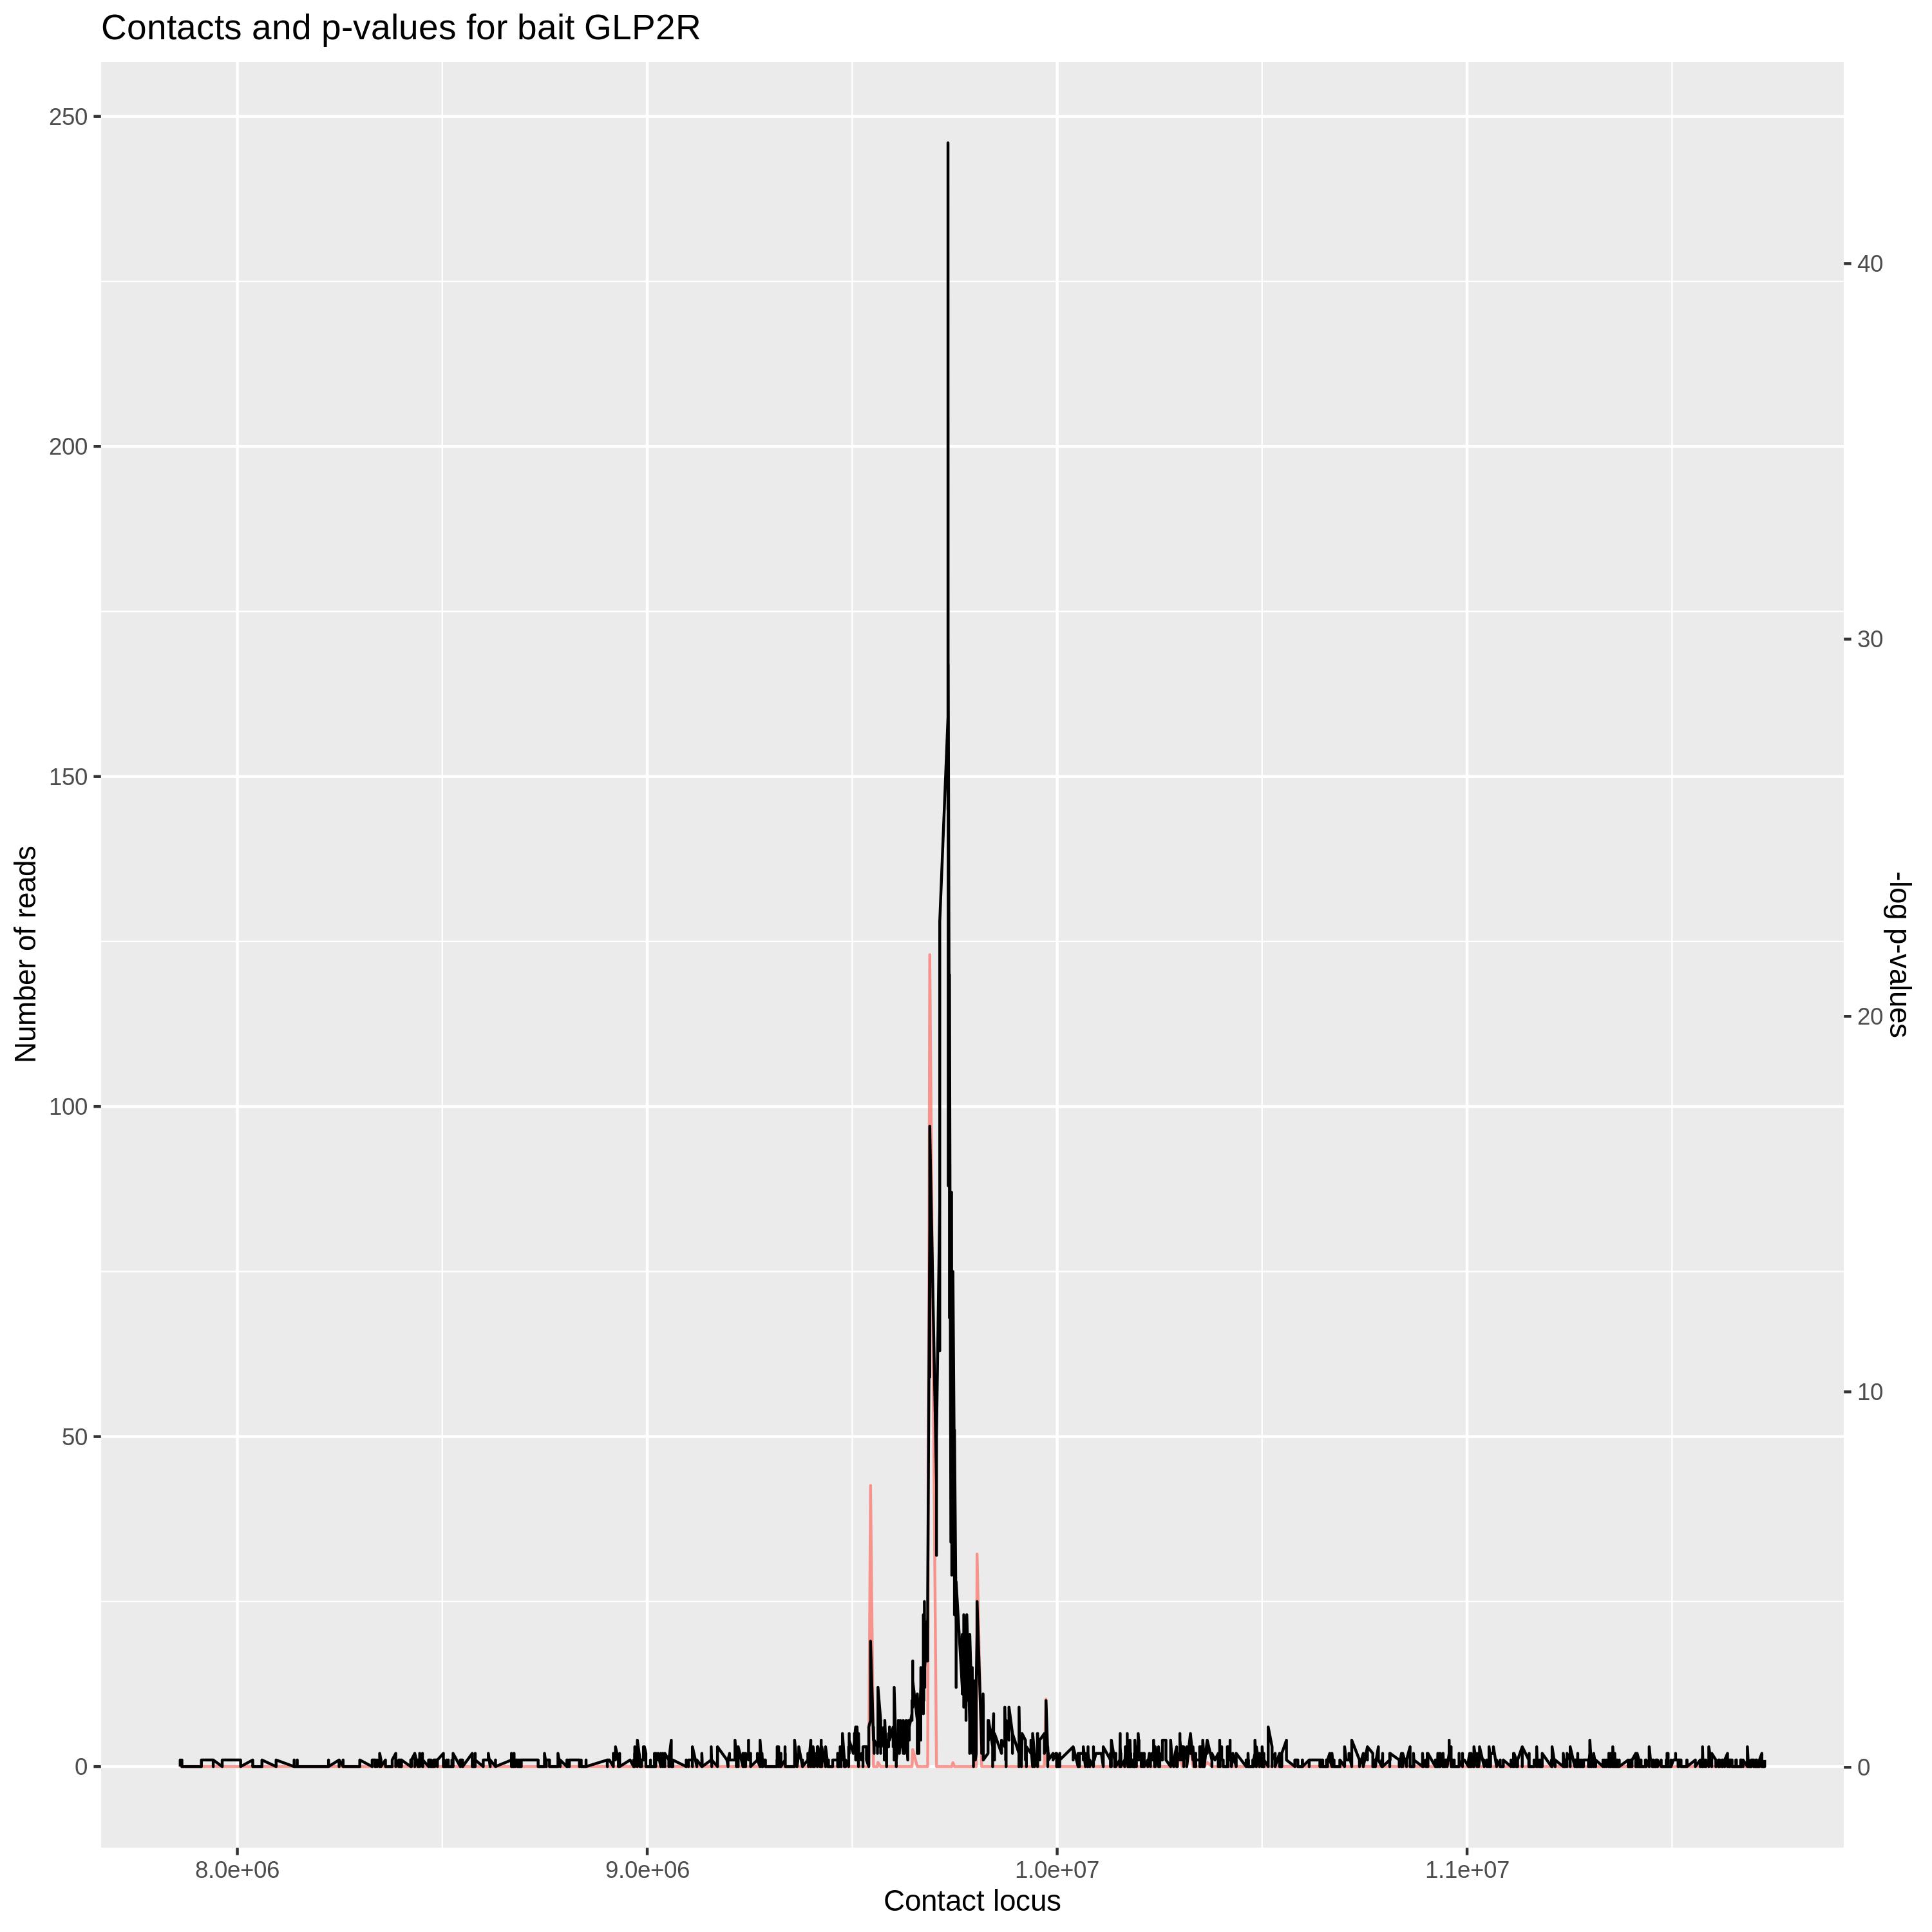 Contacts and p-values for bait GLP2R
250
200
150
100
50
0
Number of reads
40
30
20
10
0
-log p-values
8.0e+06
9.0e+06
1.0e+07
1.1e+07
Contact locus